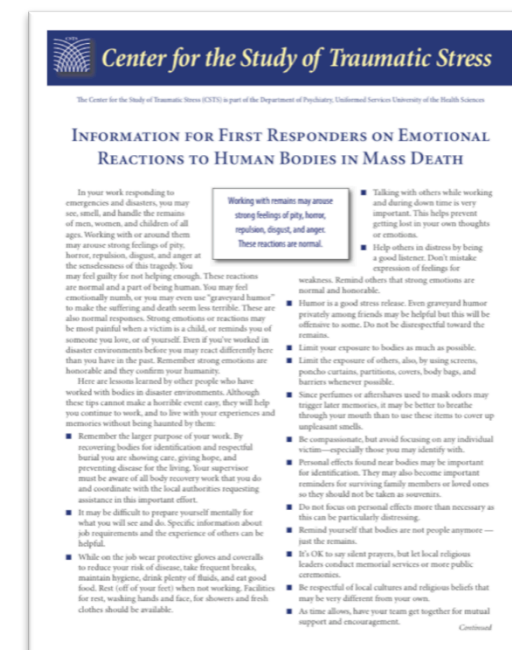 CSTS
Center for the Study of Traumatic Stress
The Center for the Study of Traumatic Stress (CSTS) is part of the Department of Psychiatry, Uniformed Services University of the Health Sciences
Information for First Responders on Emotional
Reactions to Human Bodies in Mass Death
In your work responding to
emergencies and disasters, you may
see, smell, and handle the remains
of men, women, and children of all
ages. Working with or around them
may arouse strong feelings of pity,
horror, repulsion, disgust, and anger at
the senselessness of this tragedy. You
may feel guilty for not helping enough. These reactions
are normal and a part of being human. You may feel
emotionally numb, or you may even use "graveyard humor"
to make the suffering and death seem less terrible. These are
also normal responses. Strong emotions or reactions may
be most painful when a victim is a child, or reminds you of
someone you love, or of yourself. Even if you've worked in
disaster environments before you may react differently here
than you have in the past. Remember strong emotions are
honorable and they confirm your humanity.
Here are lessons learned by other people who have
worked with bodies in disaster environments. Although
these tips cannot make a horrible event easy, they will help
you continue to work, and to live with your experiences and
memories without being haunted by them:
■ Remember the larger purpose of your work. By
recovering bodies for identification and respectful
burial you are showing care, giving hope, and
preventing disease for the living. Your supervisor
must be aware of all body recovery work that you do
and coordinate with the local authorities requesting
assistance in this important effort.
■ It may be difficult to prepare yourself mentally for
what you will see and do. Specific information about
job requirements and the experience of others can be
helpful.
■ While on the job wear protective gloves and coveralls
to reduce your risk of disease, take frequent breaks,
maintain hygiene, drink plenty of fluids, and eat good
food. Rest (off of your feet) when not working. Facilities
for rest, washing hands and face, for showers and fresh
clothes should be available.
Working with remains may arouse
strong feelings of pity, horror,
repulsion, disgust, and anger.
These reactions are normal.
■ Talking with others while working
and during down time is very
important. This helps prevent
getting lost in your own thoughts
or emotions.
■ Help others in distress by being
a good listener. Don't mistake
expression of feelings for
weakness. Remind others that strong emotions are
normal and honorable.
■ Humor is a good stress release. Even graveyard humor
privately among friends may be helpful but this will be
offensive to some. Do not be disrespectful toward the
remains.
■ Limit your exposure to bodies as much as possible.
■ Limit the exposure of others, also, by using screens,
poncho curtains, partitions, covers, body bags, and
barriers whenever possible.
■ Since perfumes or aftershaves used to mask odors may
trigger later memories, it may be better to breathe
through your mouth than to use these items to cover up
unpleasant smells.
■ Be compassionate, but avoid focusing on any individual
victim—especially those you may identify with.
■ Personal effects found near bodies may be important
for identification. They may also become important
reminders for surviving family members or loved ones
so they should not be taken as souvenirs.
■ Do not focus on personal effects more than necessary as
this can be particularly distressing.
■ Remind yourself that bodies are not people anymore —
just the remains.
■ It's OK to say silent prayers, but let local religious
leaders conduct memorial services or more public
ceremonies.
■ Be respectful of local cultures and religious beliefs that
may be very different from your own.
■ As time allows, have your team get together for mutual
support and encouragement.
Continued